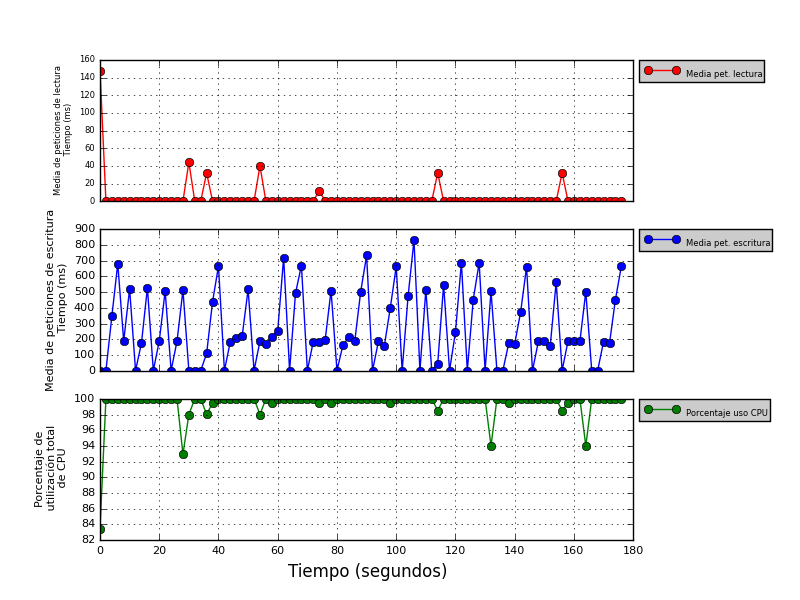 160
140
120
100
80
60
40
20
0
Media de peticiones de lectura
Tiempo (ms)
Media pet. lectura
900
800
700
600
500
400
300
200
100
0
Media de peticiones de escritura
Tiempo (ms)
Media pet. escritura
100
98
96
94
92
90
88
86
84
82
Porcentaje de
utilización total
de CPU
Porcentaje uso CPU
0 20 40 60 80 100 120 140 160 180
Tiempo (segundos)